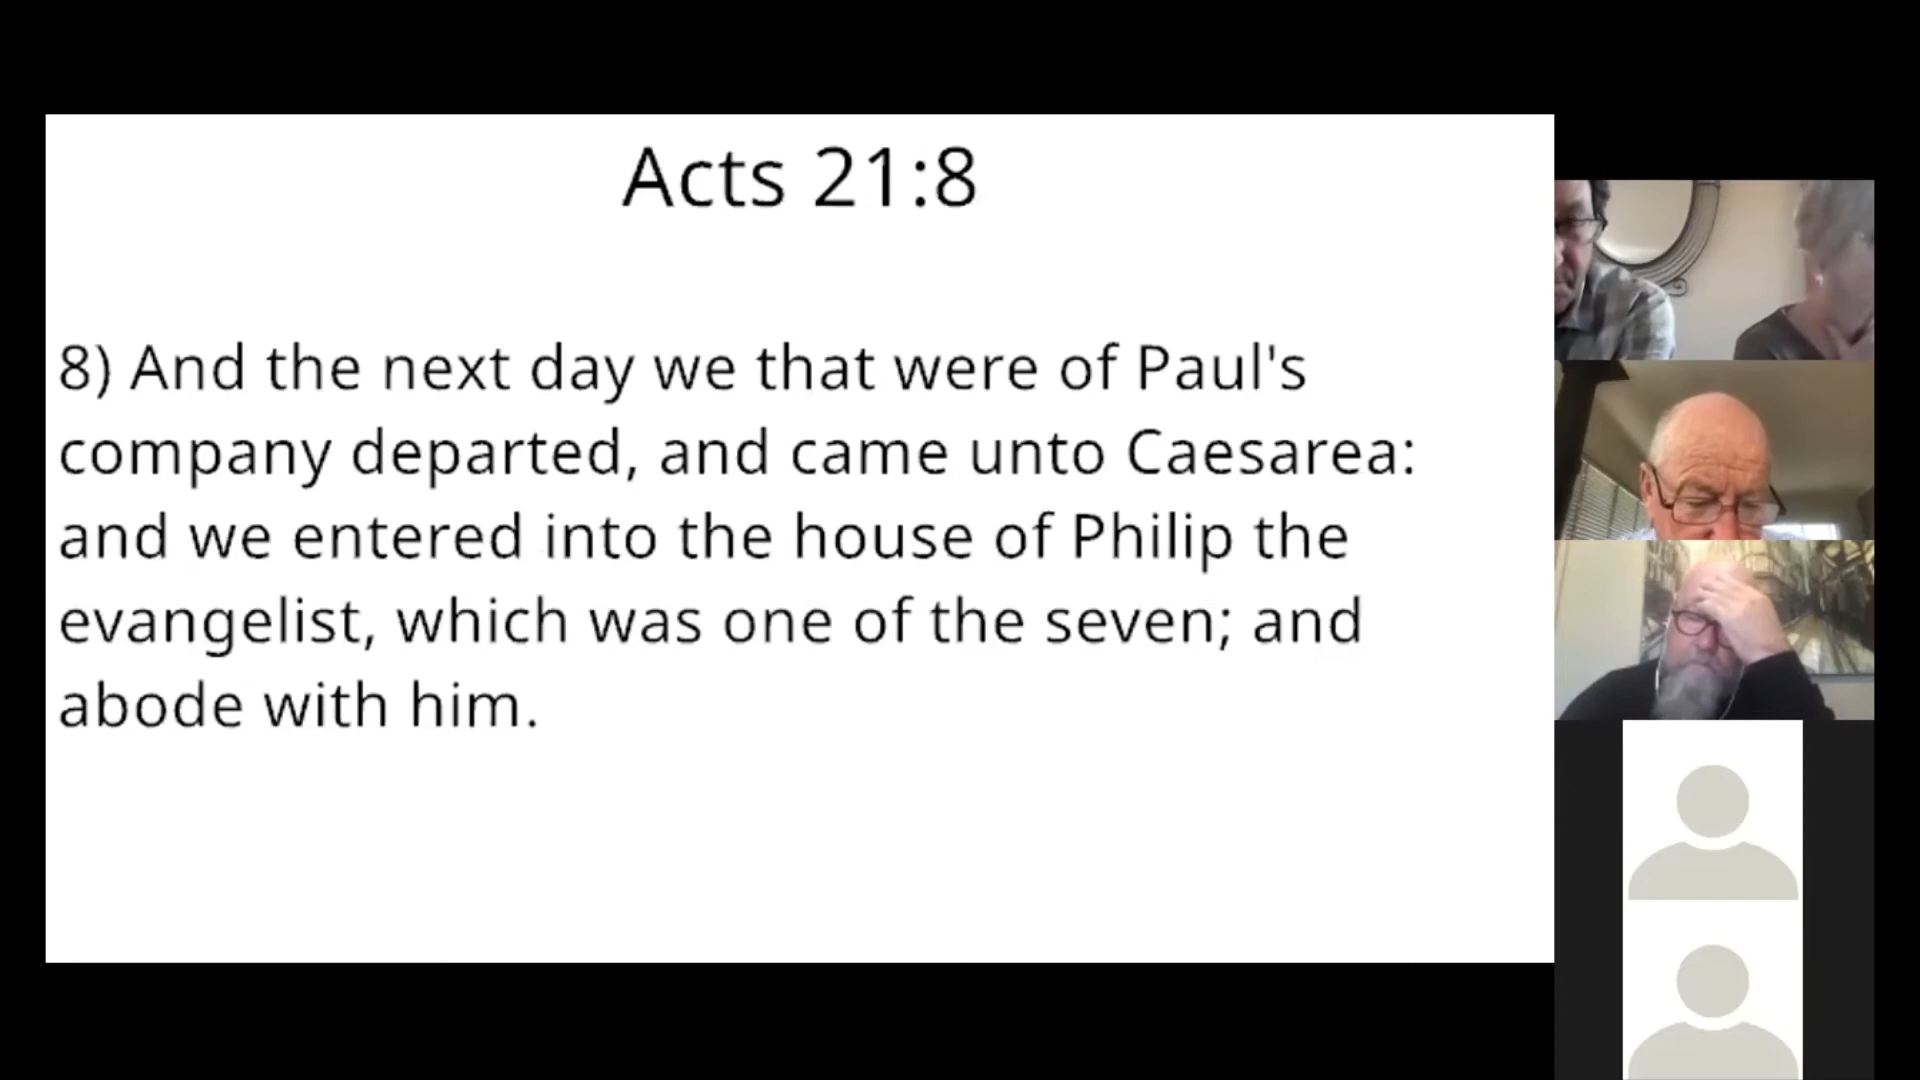 Acts 21:8
8) And the next day we that were of Paul's
company departed, and came unto Caesarea:
and we entered into the house of Philip the
evangelist, which was one of the seven; and
abode with him.